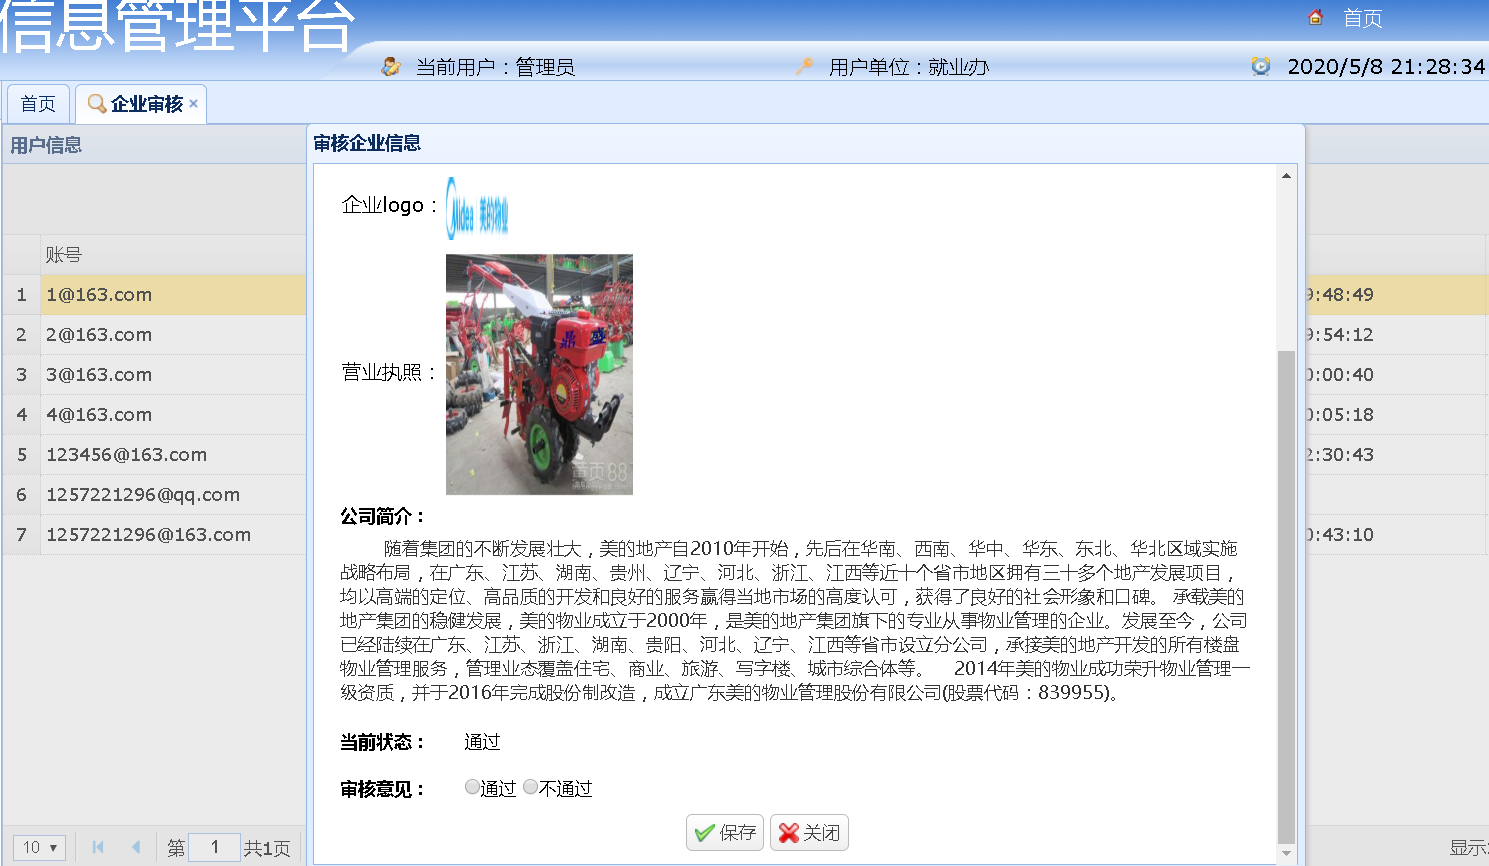 信息管理平台
首页
当前用户：管理员
用户单位：就业办
2020/5/8 21:28:34
首页
企业审核
用户信息
审核企业信息
企业logo：
Midea 美的物业
账号
1 1@163.com
9:48:49
2 2@163.com
9:54:12
3 3@163.com
0:00:40
4 4@163.com
0:05:18
5 123456@163.com
2:30:43
6 1257221296@qq.com
7 1257221296@163.com
0:43:10
鼎盛
营业执照：
黄页88
公司简介：
随着集团的不断发展壮大，美的地产自2010年开始，先后在华南、西南、华中、华东、东北、华北区域实施
战略布局，在广东、江苏、湖南、贵州、辽宁、河北、浙江、江西等近十个省市地区拥有三十多个地产发展项目，
均以高端的定位、高品质的开发和良好的服务赢得当地市场的高度认可，获得了良好的社会形象和口碑。 承载美的
地产集团的稳健发展，美的物业成立于2000年，是美的地产集团旗下的专业从事物业管理的企业。发展至今，公司
已经陆续在广东、江苏、浙江、湖南、贵阳、河北、辽宁、江西等省市设立分公司，承接美的地产开发的所有楼盘
物业管理服务，管理业态覆盖住宅、商业、旅游、写字楼、城市综合体等。 2014年美的物业成功荣升物业管理一
级资质，并于2016年完成股份制改造，成立广东美的物业管理股份有限公司(股票代码：839955)。
当前状态： 通过
审核意见： 通过 不通过
保存 关闭
10 第 1 共1页
显示